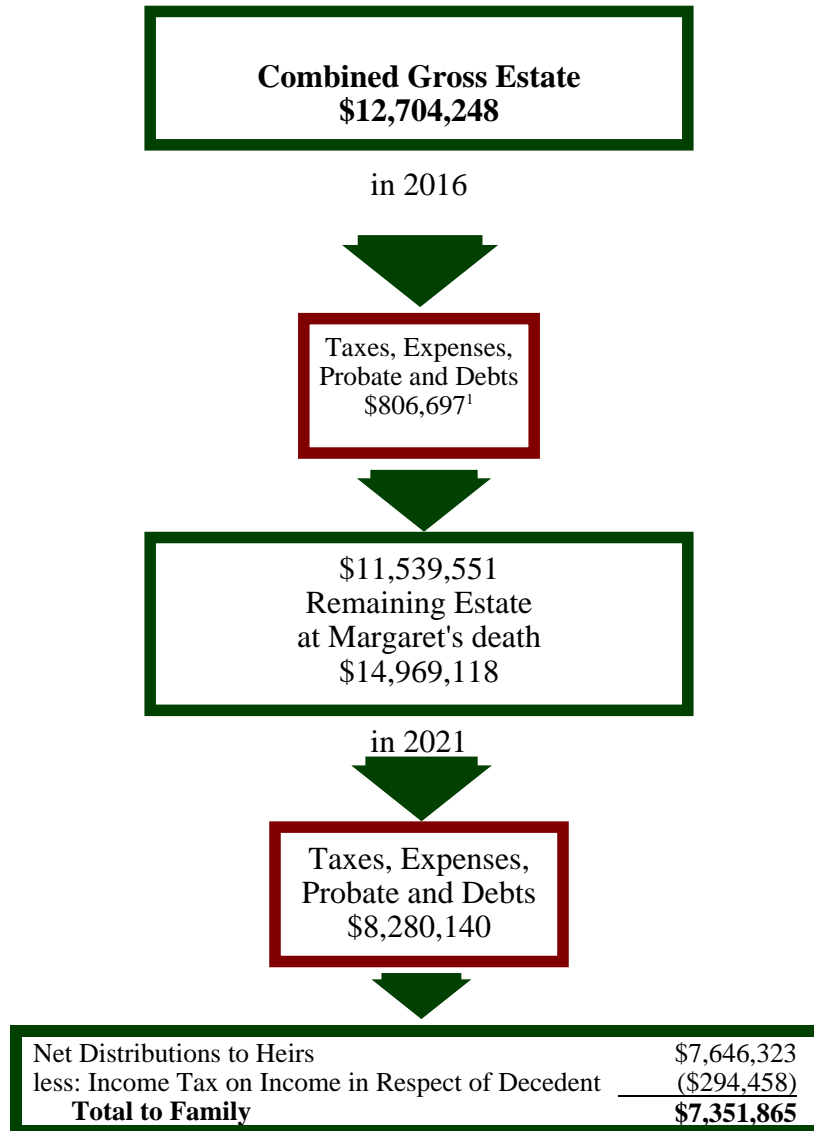 Combined Gross Estate
$12,704,248
in 2016
Taxes, Expenses,
Probate and Debts
$806,697¹
$11,539,551
Remaining Estate
at Margaret's death
$14,969,118
in 2021
Taxes, Expenses,
Probate and Debts
$8,280,140
Net Distributions to Heirs $7,646,323
less: Income Tax on Income in Respect of Decedent ($294,458)
Total to Family $7,351,865